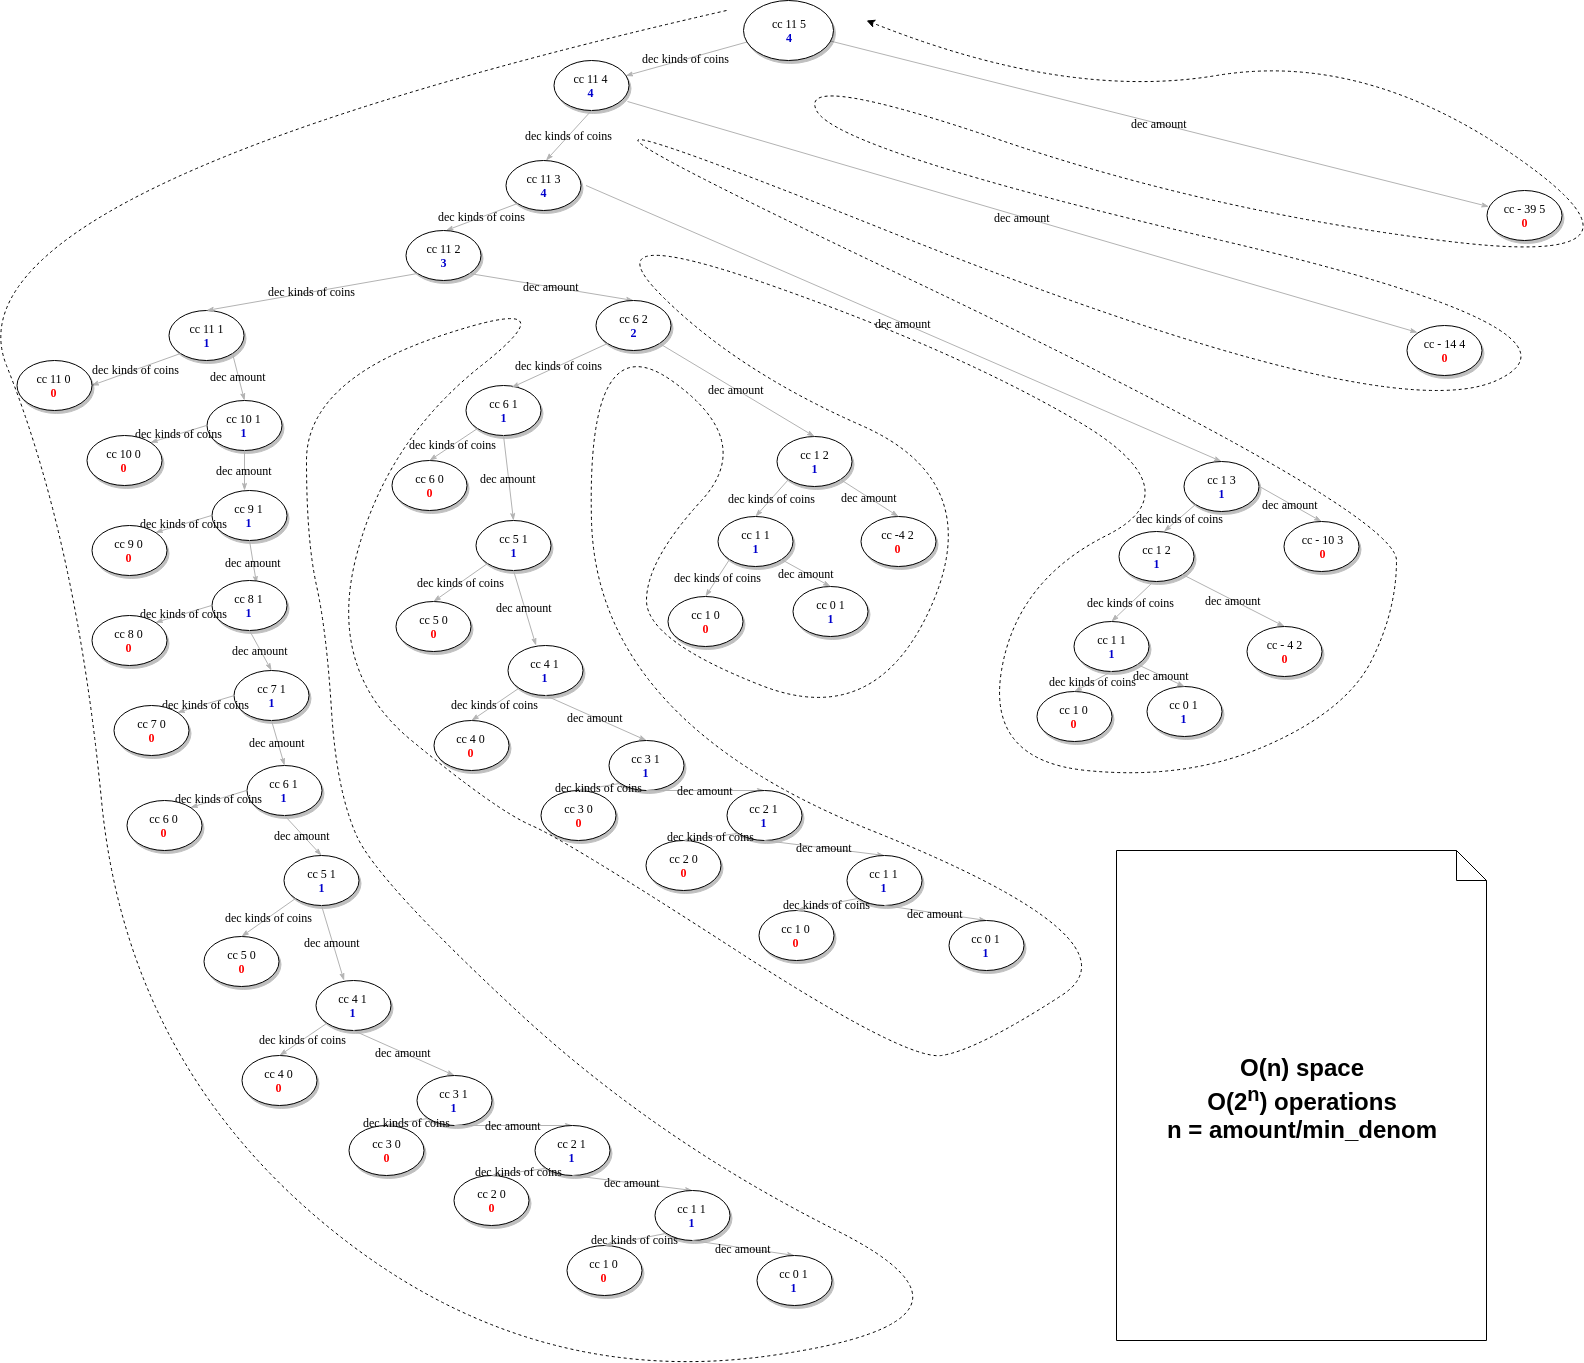 cc 11 5
4
dec kinds of coins
cc 11 4
4
dec amount
dec kinds of coins
cc 11 3
4
cc - 39 5
0
dec kinds of coins
dec amount
cc 11 2
3
dec kinds of coins
dec amount
cc 11 1
1
cc 6 2
2
dec amount
cc - 14 4
0
dec kinds of coins
dec amount
cc 11 0
0
dec kinds of coins
dec amount
cc 10 1
1
cc 6 1
1
dec kinds of coins
cc 10 0
0
dec kinds of coins
cc 1 2
1
dec amount
cc 6 0
0
dec amount
cc 1 3
1
cc 9 1
1
dec kinds of coins
dec kinds of coins
dec amount
dec amount
dec kinds of coins
cc 9 0
0
cc 5 1
1
cc 1 1
1
cc -4 2
0
cc 1 2
1
cc - 10 3
0
dec amount
dec kinds of coins
dec kinds of coins
dec amount
cc 8 1
1
dec kinds of coins
dec amount
dec kinds of coins
dec amount
cc 8 0
0
cc 5 0
0
cc 1 0
0
cc 0 1
1
cc 1 1
1
cc - 4 2
0
dec amount
cc 4 1
1
dec kinds of coins
dec amount
cc 7 1
1
dec kinds of coins
dec kinds of coins
dec amount
cc 1 0
0
cc 0 1
1
cc 7 0
0
dec amount
cc 4 0
0
cc 3 1
1
cc 6 1
1
dec kinds of coins
dec kinds of coins
dec amount
cc 6 0
0
cc 3 0
0
cc 2 1
1
dec amount
dec kinds of coins
dec amount
cc 5 1
1
cc 2 0
0
cc 1 1
1
dec kinds of coins
dec kinds of coins
dec amount
cc 5 0
0
dec amount
cc 1 0
0
cc 0 1
1
cc 4 1
1
dec kinds of coins
dec amount
cc 4 0
0
cc 3 1
1
dec kinds of coins
dec amount
cc 3 0
0
cc 2 1
1
dec kinds of coins
dec amount
cc 2 0
0
cc 1 1
1
dec kinds of coins
dec amount
cc 1 0
0
cc 0 1
1
O(n) space
O(2^n) operations
n = amount/min_denom